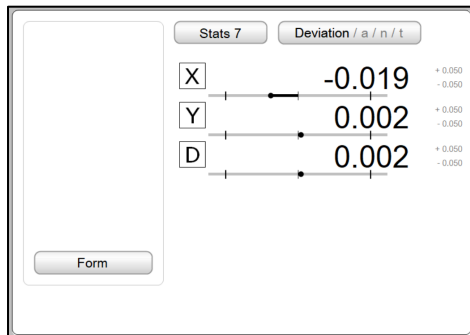 Stats 7
Deviation / a / n / t
X -0.019 + 0.050
- 0.050
Y 0.002 + 0.050
- 0.050
D 0.002 + 0.050
- 0.050
Form